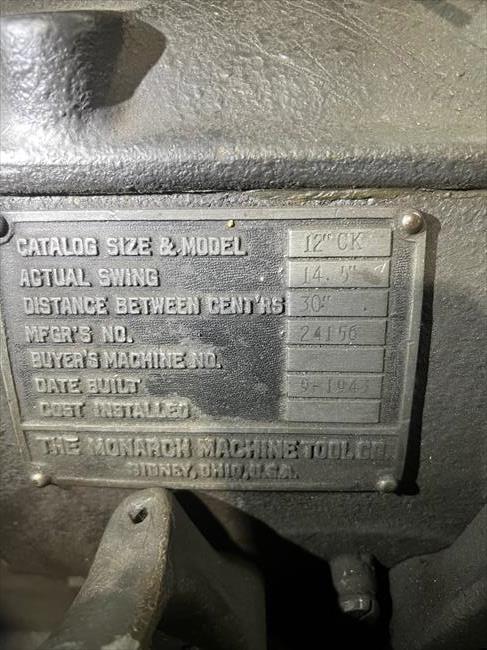 CATALOG SIZE & MODEL 12" CK
ACTUAL SWING 14.5"
DISTANCE BETWEEN CENT'RS 30"
MFGR'S NO. 24156
BUYER'S MACHINE NO.
DATE BUILT 9-1943
COST INSTALLED
THE MONARCH MACHINE TOOL CO.
SIDNEY, OHIO, U.S.A.